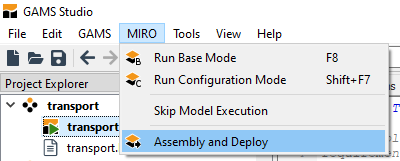 GAMS Studio
File Edit GAMS MIRO Tools View Help
B Run Base Mode F8
C Run Configuration Mode Shift+F7
Project Explorer
Skip Model Execution
transport
transport
Assembly and Deploy
transport.